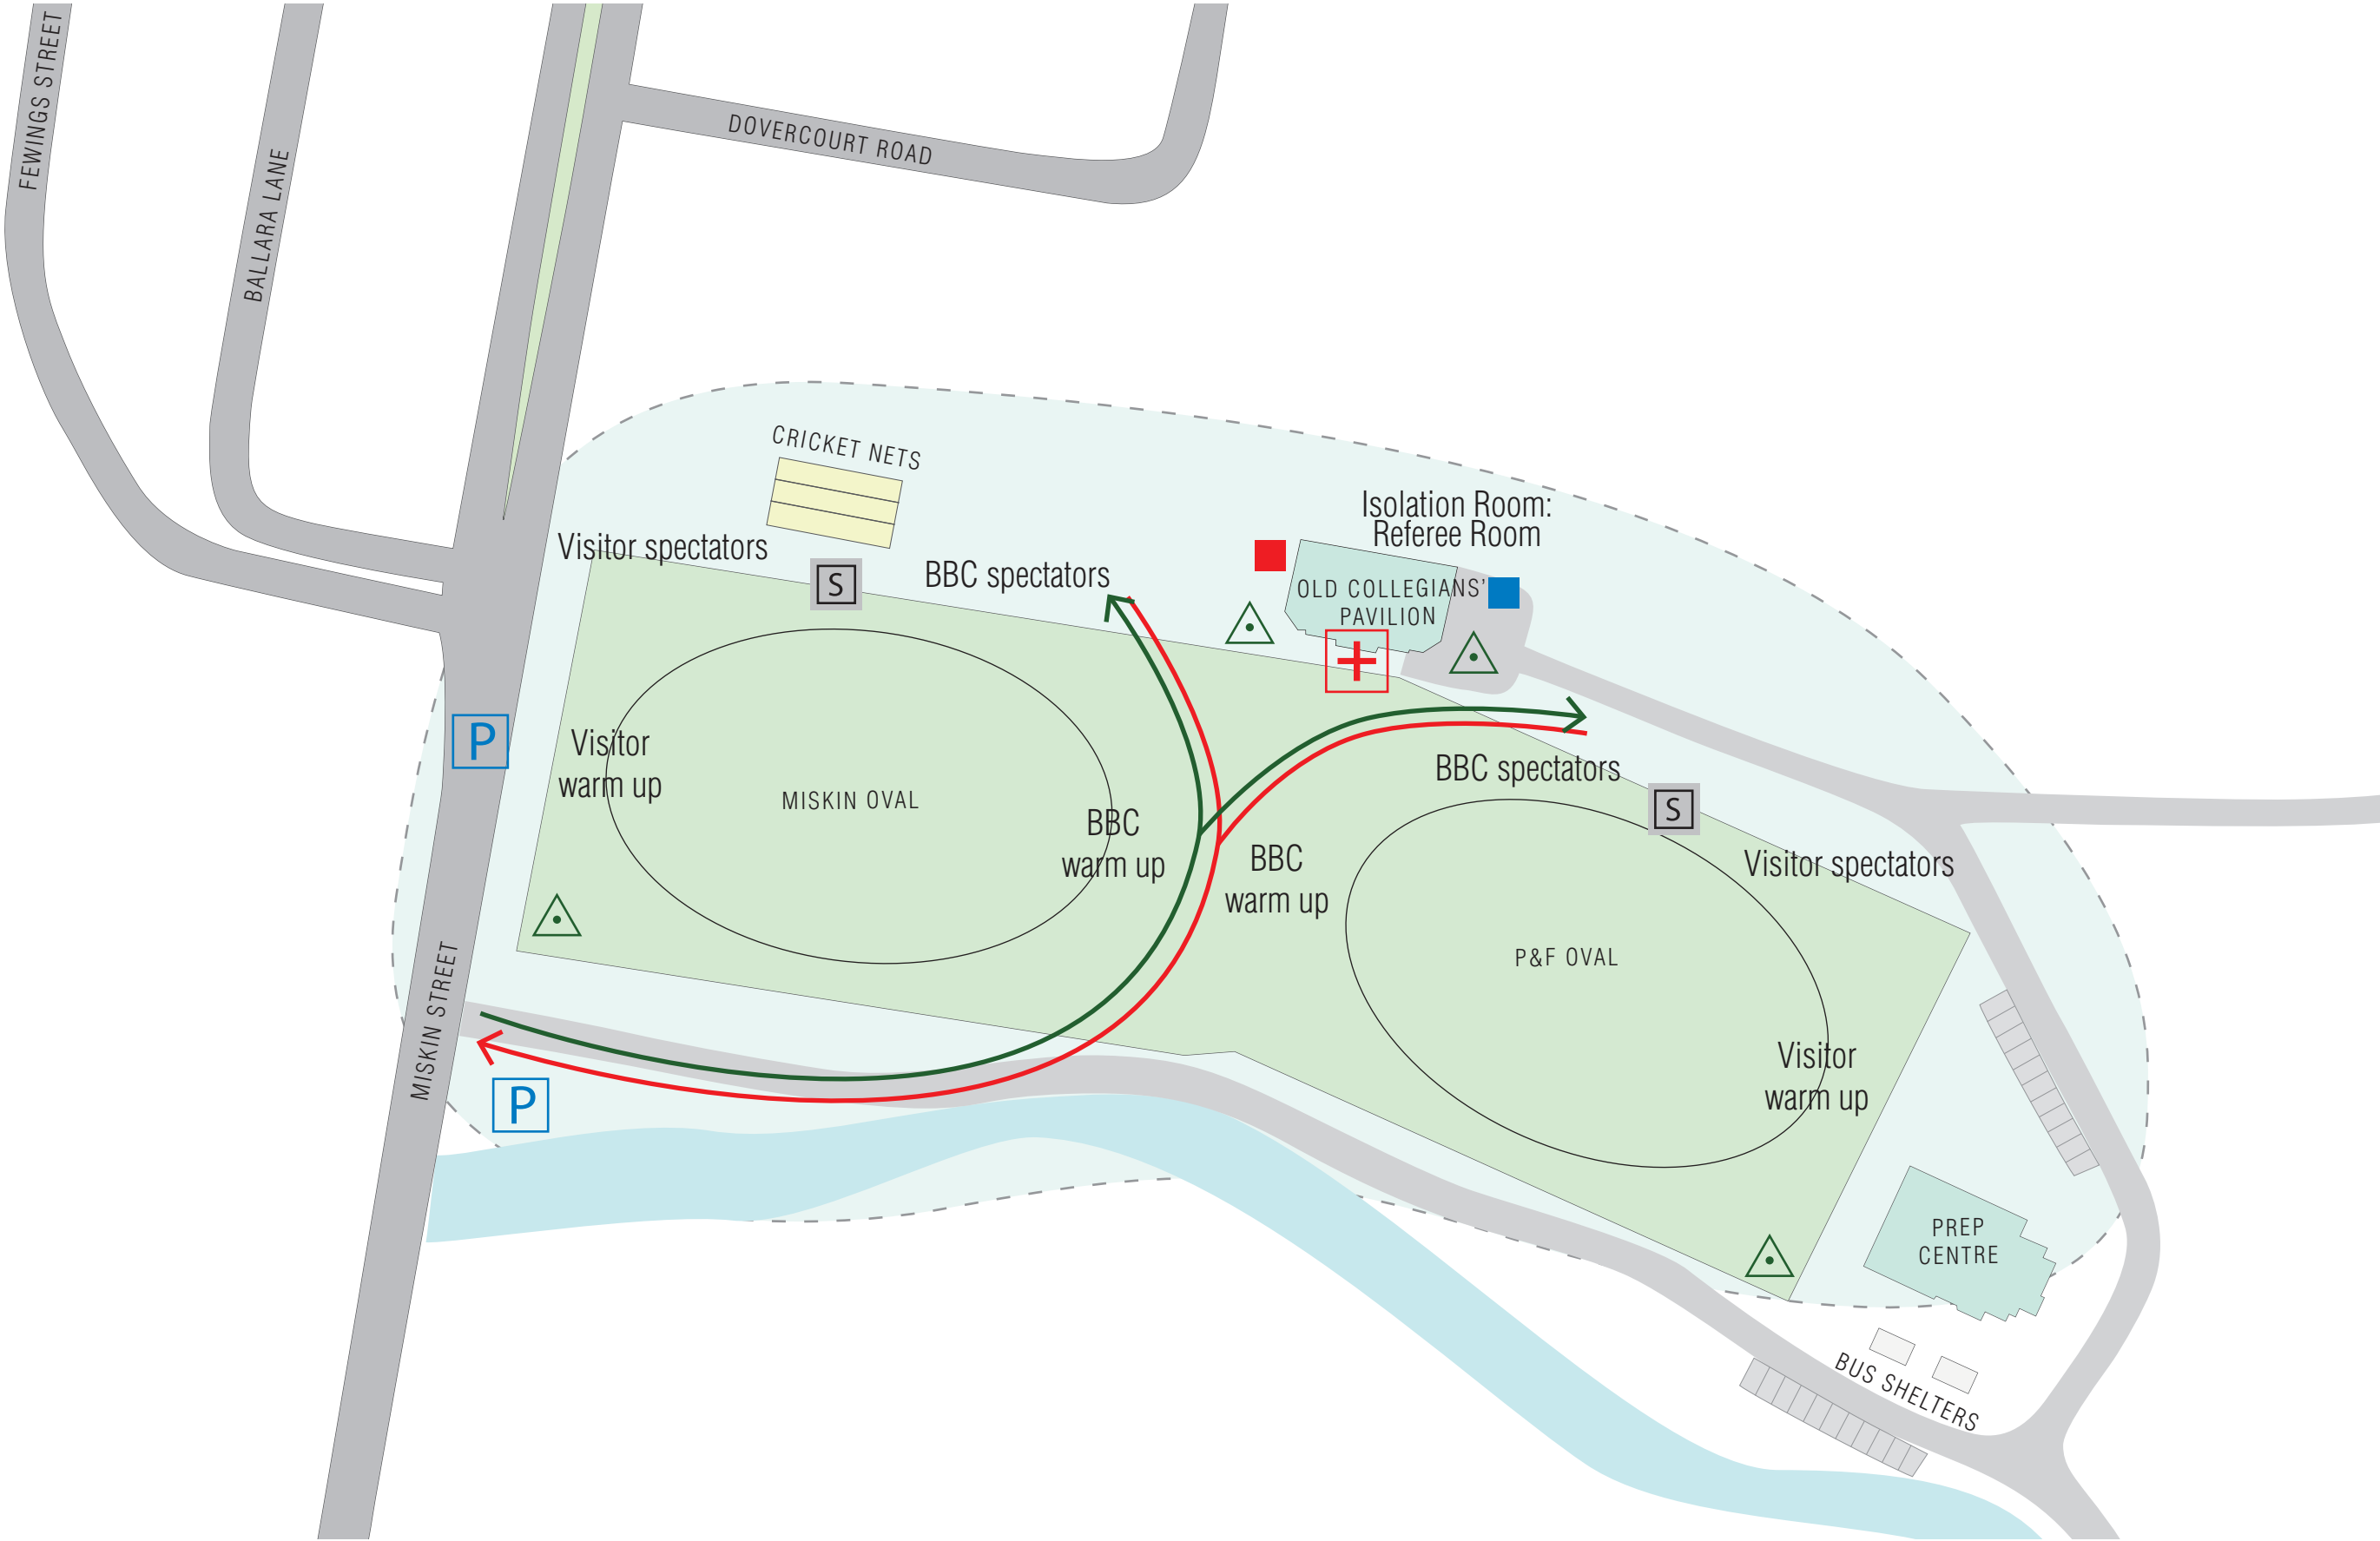 FEWINGS STREET
BALLARA LANE
DOVERCOURT ROAD
CRICKET NETS
Isolation Room:
Referee Room
Visitor spectators
S
BBC spectators
OLD COLLEGIANS'
PAVILION
P
Visitor
warm up
MISKIN OVAL
BBC
warm up
BBC
warm up
BBC spectators
S
Visitor spectators
P&F OVAL
MISKIN STREET
P
Visitor
warm up
PREP
CENTRE
BUS SHELTERS